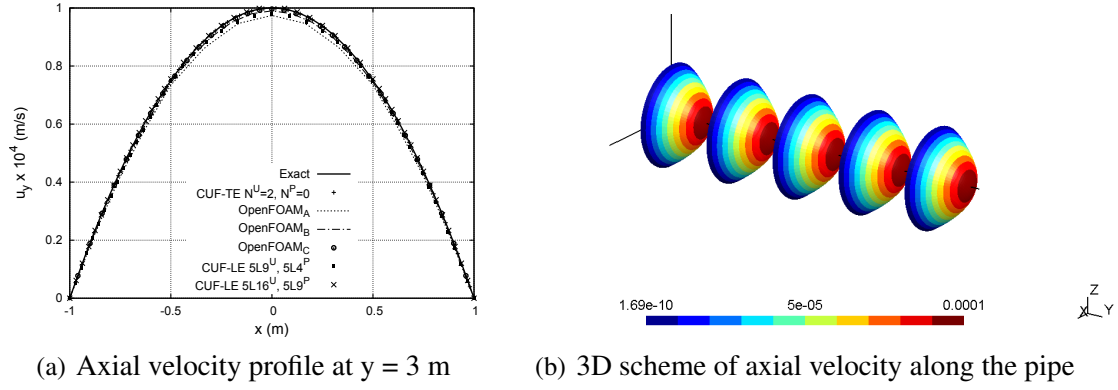 1
0.8
0.6
0.4
0.2
0
u_y x 10^4 (m/s)
Exact
CUF-TE N^U=2, N^P=0
OpenFOAM_A
OpenFOAM_B
OpenFOAM_C
CUF-LE 5L9^U, 5L4^P
CUF-LE 5L16^U, 5L9^P
-1 -0.5 0 0.5 1
x (m)
1.69e-10 5e-05 0.0001
Z
X Y
(a) Axial velocity profile at y = 3 m
(b) 3D scheme of axial velocity along the pipe